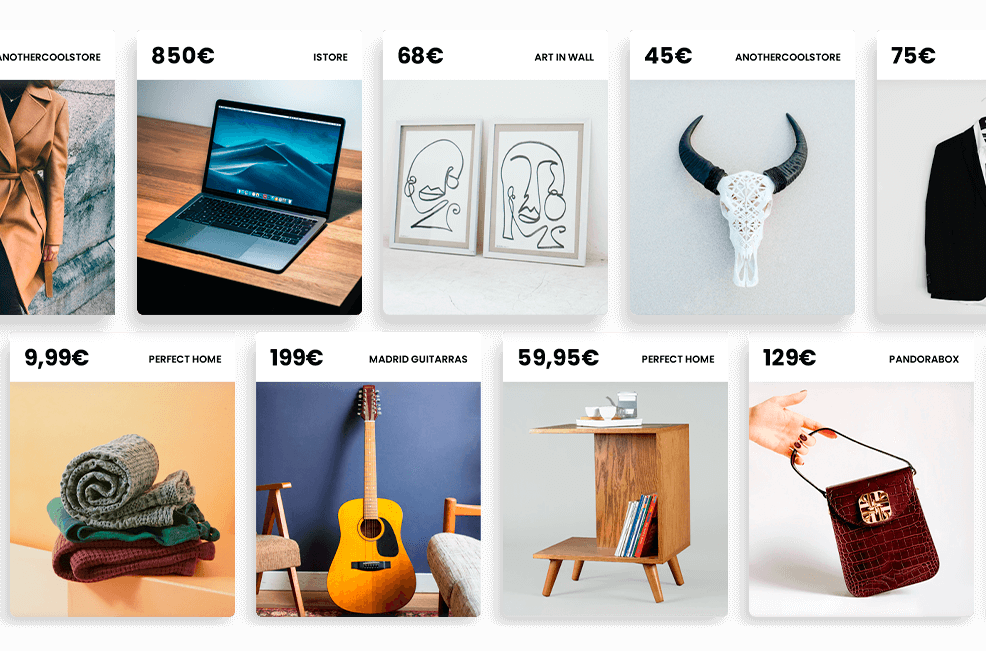 ANOTHERCOOLSTORE
850€
ISTORE
68€
ART IN WALL
45€
ANOTHERCOOLSTORE
75€
9,99€
PERFECT HOME
199€
MADRID GUITARRAS
59,95€
PERFECT HOME
129€
PANDORABOX